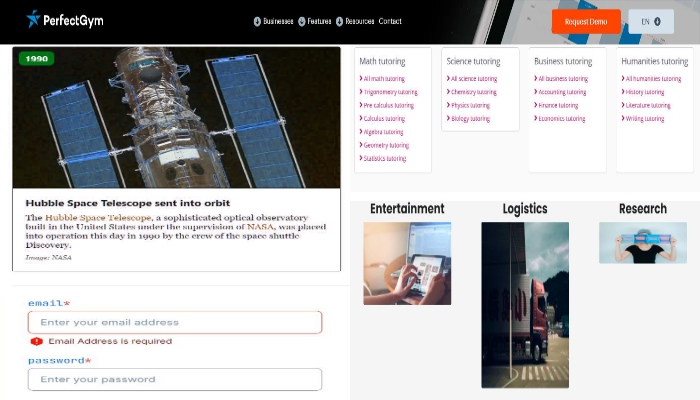 PerfectGym
Businesses
Features
Resources
Contact
Request Demo
EN
1990
Hubble Space Telescope sent into orbit
The Hubble Space Telescope, a sophisticated optical observatory
built in the United States under the supervision of NASA, was placed
into operation this day in 1990 by the crew of the space shuttle
Discovery.
Image: NASA
email*
Enter your email address
Email Address is required
password*
Enter your password
Math tutoring
All math tutoring
Trigonometry tutoring
Pre calculus tutoring
Calculus tutoring
Algebra tutoring
Geometry tutoring
Statistics tutoring
Science tutoring
All science tutoring
Chemistry tutoring
Physics tutoring
Biology tutoring
Business tutoring
All business tutoring
Accounting tutoring
Finance tutoring
Economics tutoring
Humanities tutoring
All humanities tutoring
History tutoring
Literature tutoring
Writing tutoring
Entertainment
Logistics
Research